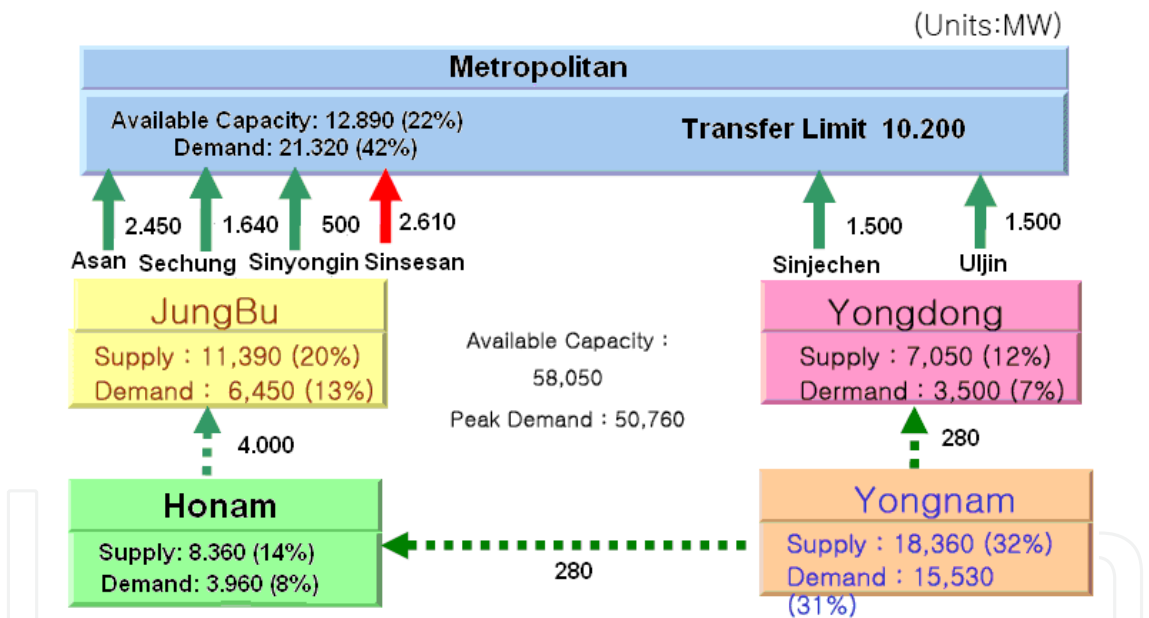 (Units:MW)
Metropolitan
Available Capacity: 12.890 (22%)
Demand: 21.320 (42%)
Transfer Limit 10.200
2.450
1.640
500
2.610
1.500
1.500
Asan
Sechung
Sinyongin
Sinsesan
Sinjechen
Uljin
JungBu
Supply : 11,390 (20%)
Demand : 6,450 (13%)
Available Capacity :
58,050
Peak Demand : 50,760
Yongdong
Supply : 7,050 (12%)
Dermand : 3,500 (7%)
4.000
280
Honam
Supply: 8.360 (14%)
Demand: 3.960 (8%)
280
Yongnam
Supply : 18,360 (32%)
Demand : 15,530
(31%)